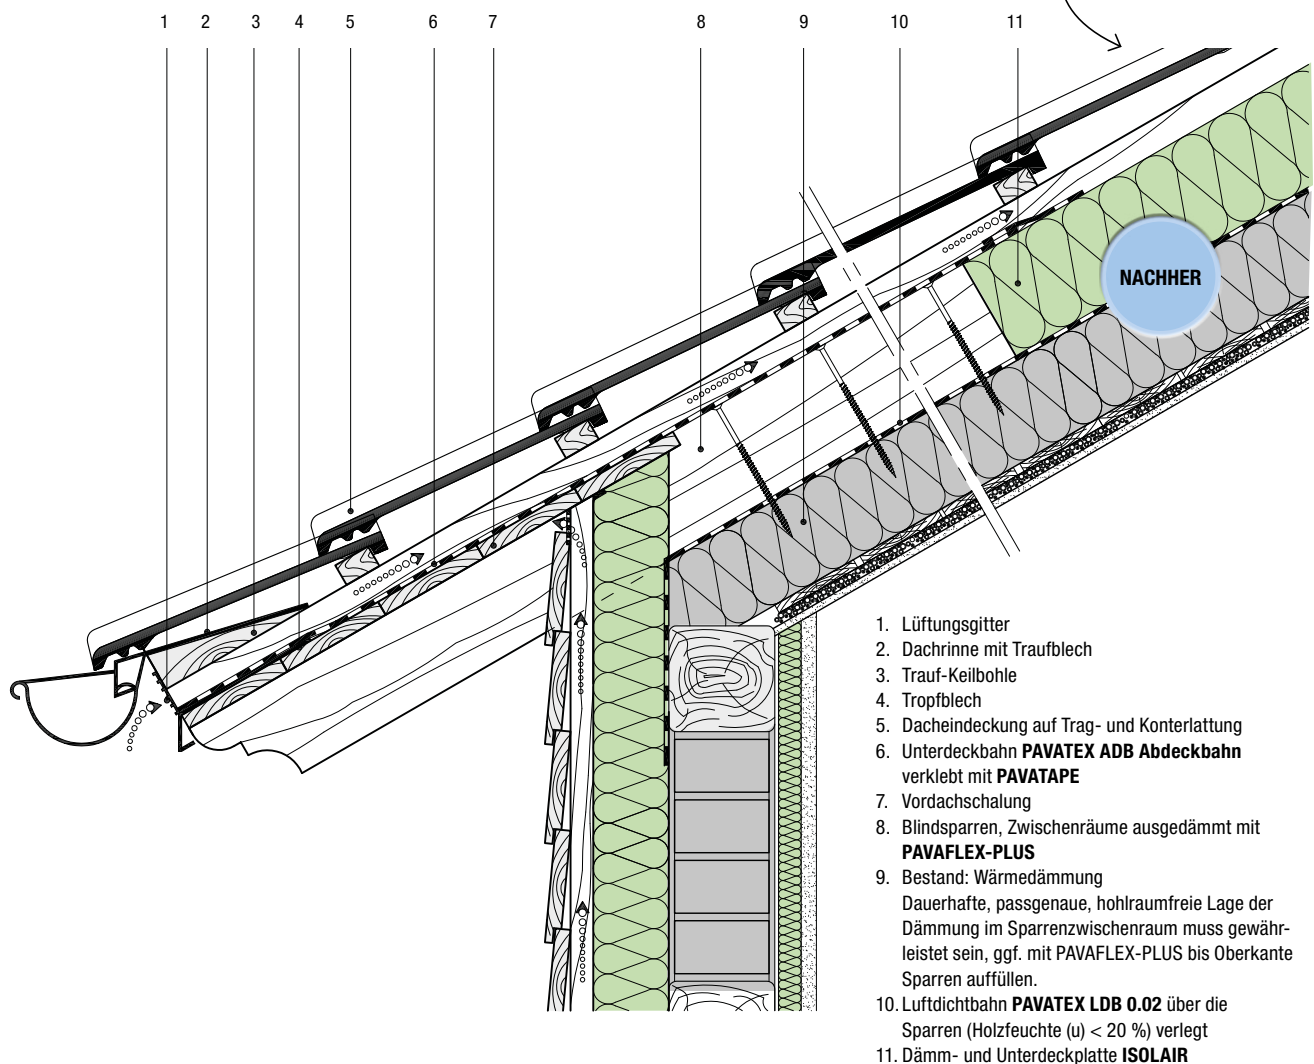 1 2 3 4 5 6 7 8 9 10 11
NACHHER
1. Lüftungsgitter
2. Dachrinne mit Traufblech
3. Trauf-Keilbohle
4. Tropfblech
5. Dacheindeckung auf Trag- und Konterlattung
6. Unterdeckbahn PAVATEX ADB Abdeckbahn
verklebt mit PAVATAPE
7. Vordachschalung
8. Blindsparren, Zwischenräume ausgedämmt mit
PAVAFLEX-PLUS
9. Bestand: Wärmedämmung
Dauerhafte, passgenaue, hohlraumfreie Lage der
Dämmung im Sparrenzwischenraum muss gewähr-
leistet sein, ggf. mit PAVAFLEX-PLUS bis Oberkante
Sparren auffüllen.
10. Luftdichtbahn PAVATEX LDB 0.02 über die
Sparren (Holzfeuchte (u) < 20 %) verlegt
11. Dämm- und Unterdeckplatte ISOLAIR